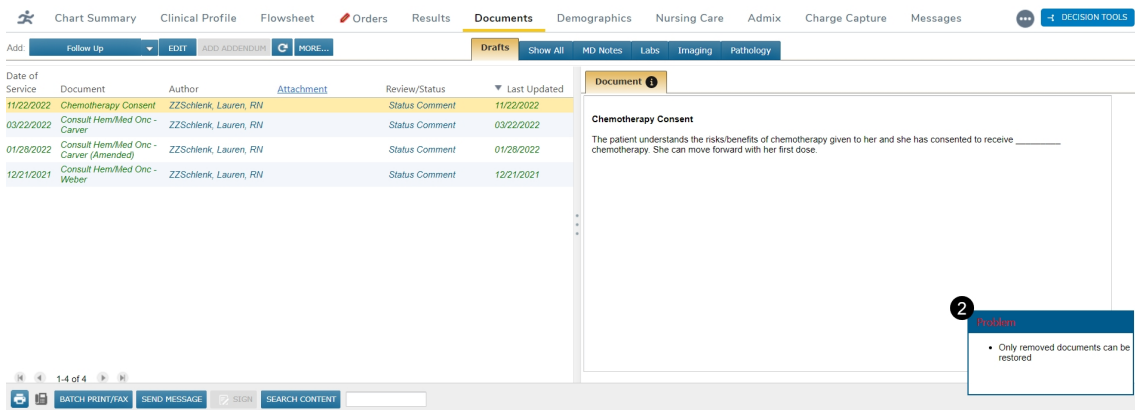 Chart Summary Clinical Profile Flowsheet Orders Results Documents Demographics Nursing Care Admix Charge Capture Messages DECISION TOOLS
Add: Follow Up EDIT ADD ADDENDUM MORE... Drafts Show All MD Notes Labs Imaging Pathology
Date of
Service Document Author Attachment Review/Status Last Updated
11/22/2022 Chemotherapy Consent ZZSchlenk, Lauren, RN Status Comment 11/22/2022
03/22/2022 Consult Hem/Med Onc - ZZSchlenk, Lauren, RN Status Comment 03/22/2022
Carver
01/28/2022 Consult Hem/Med Onc - ZZSchlenk, Lauren, RN Status Comment 01/28/2022
Carver (Amended)
12/21/2021 Consult Hem/Med Onc - ZZSchlenk, Lauren, RN Status Comment 12/21/2021
Weber
1-4 of 4
Document
Chemotherapy Consent
The patient understands the risks/benefits of chemotherapy given to her and she has consented to receive __________
chemotherapy. She can move forward with her first dose.
2
Problem
• Only removed documents can be
restored
BATCH PRINT/FAX SEND MESSAGE SIGN SEARCH CONTENT